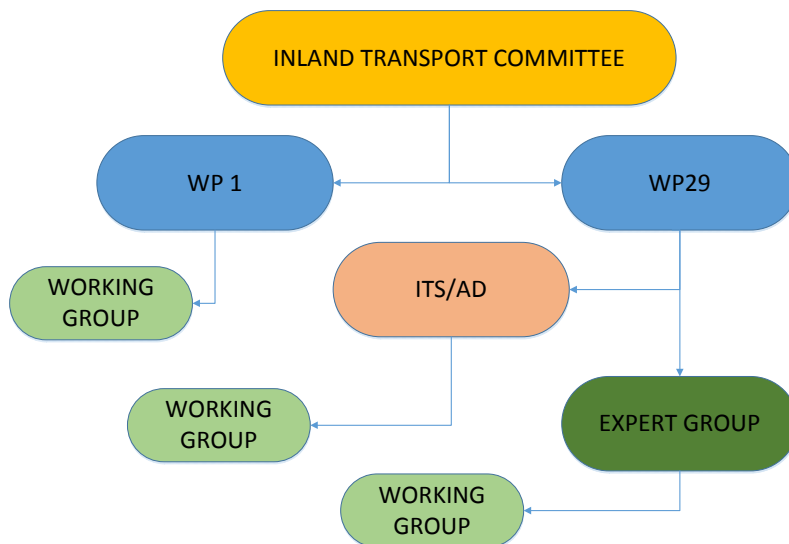 INLAND TRANSPORT COMMITTEE
WP 1
WP29
WORKING
GROUP
ITS/AD
WORKING
GROUP
EXPERT GROUP
WORKING
GROUP